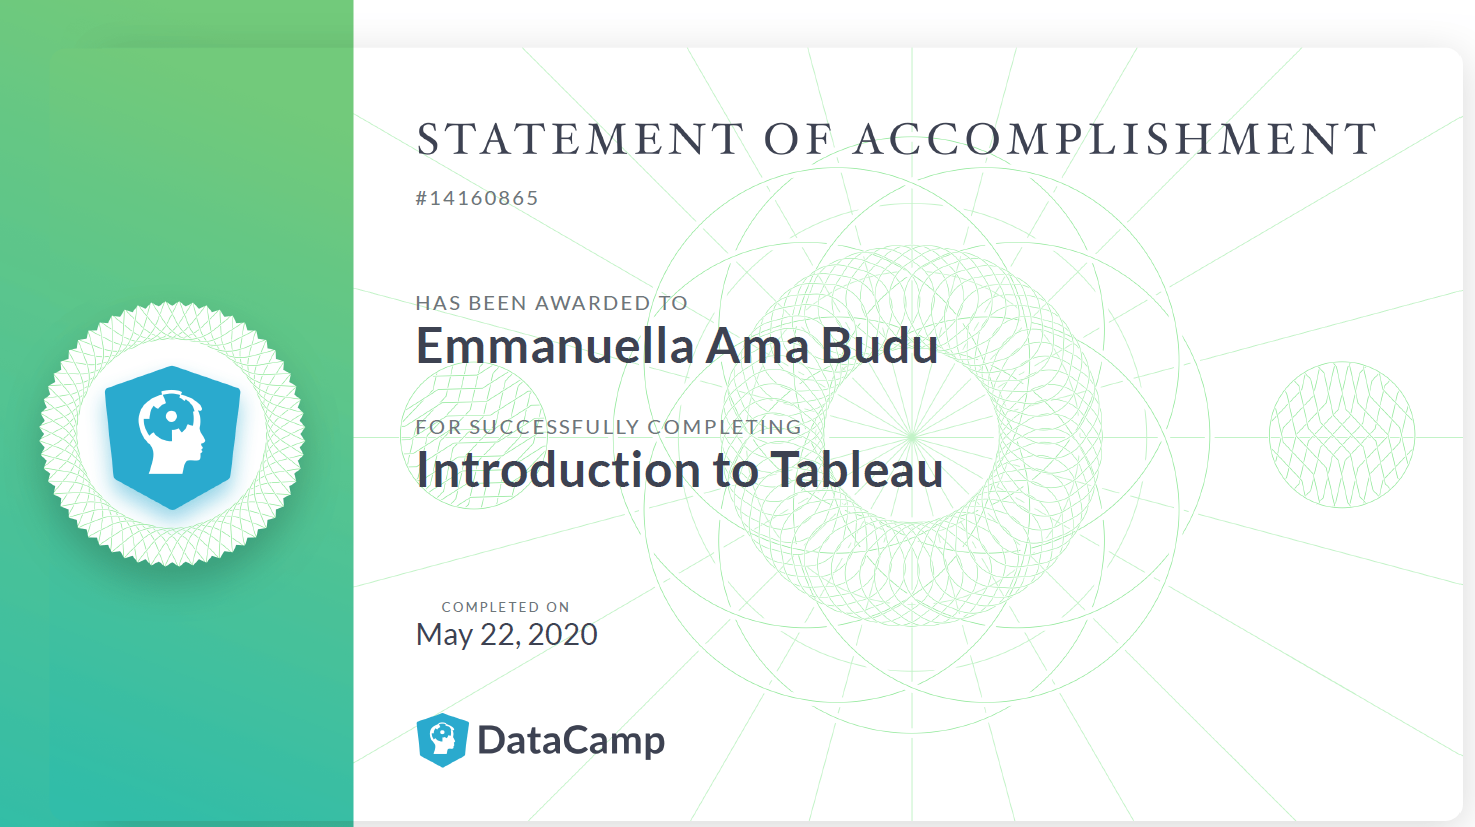 STATEMENT OF ACCOMPLISHMENT
#14160865
HAS BEEN AWARDED TO
Emmanuella Ama Budu
FOR SUCCESSFULLY COMPLETING
Introduction to Tableau
COMPLETED ON
May 22, 2020
DataCamp